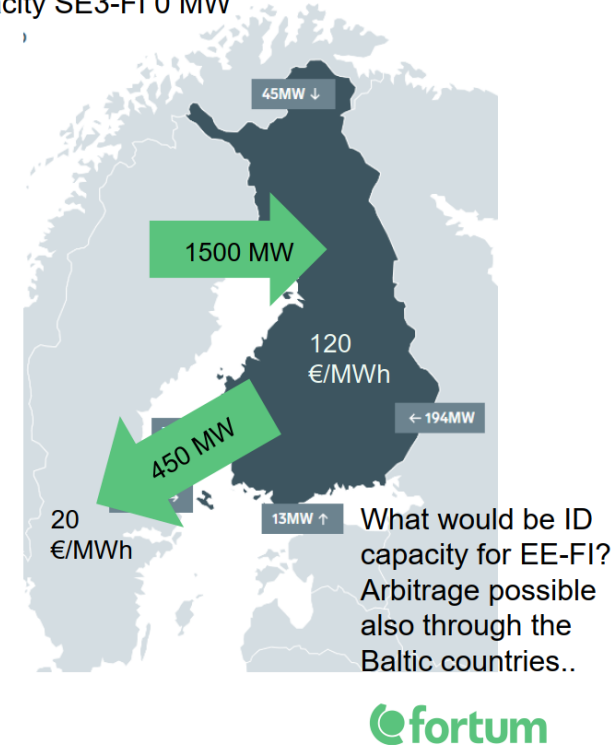 SE3-FI 0 MW
45MW ↓
1500 MW
120
€/MWh
← 194MW
450 MW
20
€/MWh
13MW ↑
What would be ID
capacity for EE-FI?
Arbitrage possible
also through the
Baltic countries..
fortum